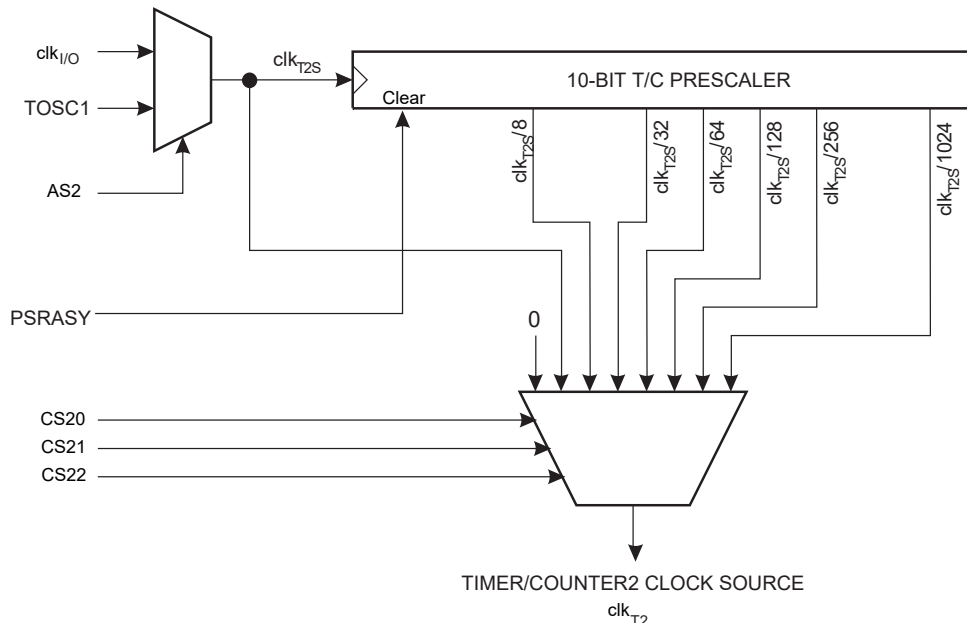 clkI/O
clkT2S
10-BIT T/C PRESCALER
TOSC1
Clear
clkT2S/8
clkT2S/32
clkT2S/64
clkT2S/128
clkT2S/256
clkT2S/1024
AS2
PSRASY
0
CS20
CS21
CS22
TIMER/COUNTER2 CLOCK SOURCE
clkT2